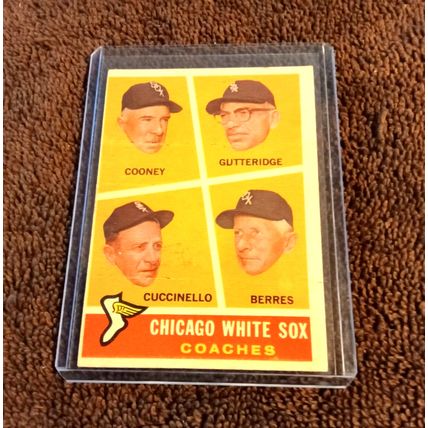 COONEY
GUTTERIDGE
CUCCINELLO
BERRES
CHICAGO WHITE SOX
COACHES